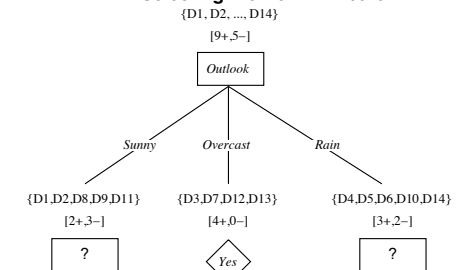 {D1, D2, ..., D14}
[9+,5−]
Outlook
Sunny Overcast Rain
{D1,D2,D8,D9,D11} {D3,D7,D12,D13} {D4,D5,D6,D10,D14}
[2+,3−] [4+,0−] [3+,2−]
? Yes ?